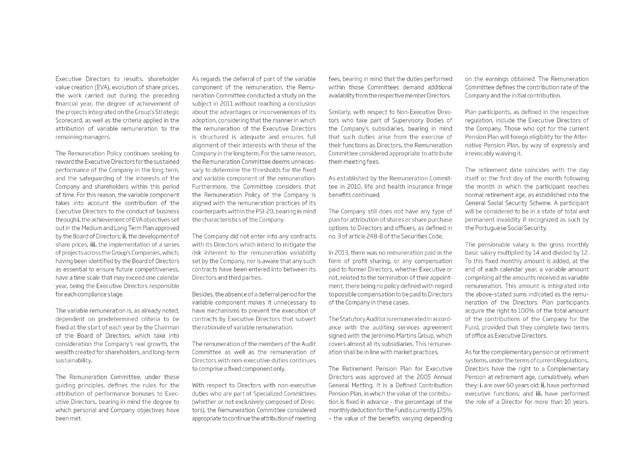 Executive Directors to results, shareholder
value creation (EVA), evolution of share prices,
the work carried out during the preceding
financial year, the degree of achievement of
the projects integrated on the Group's Strategic
Scorecard, as well as the criteria applied in the
attribution of variable remuneration to the
remaining managers.
The Remuneration Policy continues seeking to
reward the Executive Directors for the sustained
performance of the Company in the long term,
and the safeguarding of the interests of the
Company and shareholders within this period
of time. For this reason, the variable component
takes into account the contribution of the
Executive Directors to the conduct of business
through: i. the achievement of EVA objectives set
out in the Medium and Long Term Plan approved
by the Board of Directors; ii. the development of
share prices; iii. the implementation of a series
of projects across the Group's Companies, which,
having been identified by the Board of Directors
as essential to ensure future competitiveness,
have a time scale that may exceed one calendar
year, being the Executive Directors responsible
for each compliance stage.
The variable remuneration is, as already noted,
dependent on predetermined criteria to be
fixed at the start of each year by the Chairman
of the Board of Directors, which take into
consideration the Company's real growth, the
wealth created for shareholders, and long-term
sustainability.
The Remuneration Committee, under these
guiding principles, defines the rules for the
attribution of performance bonuses to Exec-
utive Directors, bearing in mind the degree to
which personal and Company objectives have
been met.
As regards the deferral of part of the variable
component of the remuneration, the Remu-
neration Committee conducted a study on the
subject in 2011 without reaching a conclusion
about the advantages or inconveniences of its
adoption, considering that the manner in which
the remuneration of the Executive Directors
is structured is adequate and ensures full
alignment of their interests with those of the
Company in the long term. For the same reason,
the Remuneration Committee deems unneces-
sary to determine the thresholds for the fixed
and variable component of the remuneration.
Furthermore, the Committee considers that
the Remuneration Policy of the Company is
aligned with the remuneration practices of its
counterparts within the PSI-20, bearing in mind
the characteristics of the Company.
The Company did not enter into any contracts
with its Directors which intend to mitigate the
risk inherent to the remuneration variability
set by the Company, nor is aware that any such
contracts have been entered into between its
Directors and third parties.
Besides, the absence of a deferral period for the
variable component makes it unnecessary to
have mechanisms to prevent the execution of
contracts by Executive Directors that subvert
the rationale of variable remuneration.
The remuneration of the members of the Audit
Committee as well as the remuneration of
Directors with non-executive duties continues
to comprise a fixed component only.
With respect to Directors with non-executive
duties who are part of Specialized Committees
(whether or not exclusively composed of Direc-
tors), the Remuneration Committee considered
appropriate to continue the attribution of meeting
fees, bearing in mind that the duties performed
within those Committees demand additional
availability from the respective member Directors.
Similarly, with respect to Non-Executive Direc-
tors who take part of Supervisory Bodies of
the Company's subsidiaries, bearing in mind
that such duties arise from the exercise of
their functions as Directors, the Remuneration
Committee considered appropriate to attribute
them meeting fees.
As established by the Remuneration Commit-
tee in 2010, life and health insurance fringe
benefits continued.
The Company still does not have any type of
plan for attribution of shares or share purchase
options to Directors and officers, as defined in
no. 3 of article 248-B of the Securities Code.
In 2013, there was no remuneration paid in the
form of profit sharing, or any compensation
paid to former Directors, whether Executive or
not, related to the termination of their appoint-
ment, there being no policy defined with regard
to possible compensation to be paid to Directors
of the Company in these cases.
The Statutory Auditor is remunerated in accord-
ance with the auditing services agreement
signed with the Jerónimo Martins Group, which
covers almost all its subsidiaries. This remuner-
ation shall be in line with market practices.
The Retirement Pension Plan for Executive
Directors was approved at the 2005 Annual
General Metting. It is a Defined Contribution
Pension Plan, in which the value of the contribu-
tion is fixed in advance - the percentage of the
monthly deduction for the Fund is currently 17.5%
- the value of the benefits varying depending
on the earnings obtained. The Remuneration
Committee defines the contribution rate of the
Company and the initial contribution.
Plan participants, as defined in the respective
regulation, include the Executive Directors of
the Company. Those who opt for the current
Pension Plan will forego eligibility for the Alter-
native Pension Plan, by way of expressly and
irrevocably waiving it.
The retirement date coincides with the day
itself or the first day of the month following
the month in which the participant reaches
normal retirement age, as established into the
General Social Security Scheme. A participant
will be considered to be in a state of total and
permanent invalidity if recognized as such by
the Portuguese Social Security.
The pensionable salary is the gross monthly
basic salary multiplied by 14 and divided by 12.
To this fixed monthly amount is added, at the
end of each calendar year, a variable amount
comprising all the amounts received as variable
remuneration. This amount is integrated into
the above-stated sums indicated as the remu-
neration of the Directors. Plan participants
acquire the right to 100% of the total amount
of the contributions of the Company for the
Fund, provided that they complete two terms
of office as Executive Directors.
As for the complementary pension or retirement
systems, under the terms of current Regulations,
Directors have the right to a Complementary
Pension at retirement age, cumulatively, when
they: i. are over 60 years old; ii. have performed
executive functions; and iii. have performed
the role of a Director for more than 10 years.